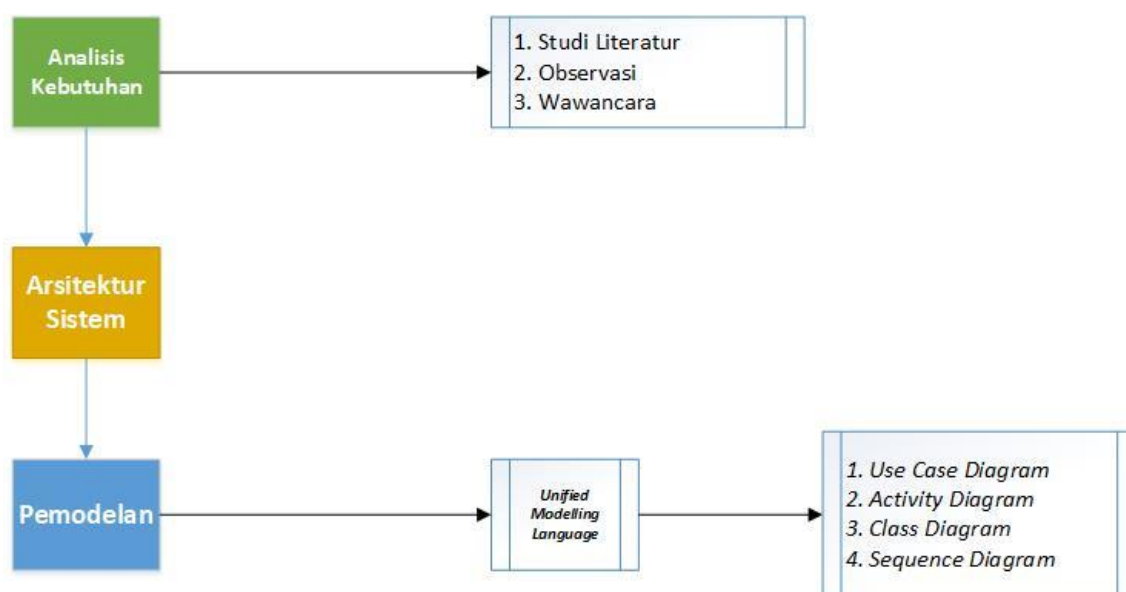 Analisis
Kebutuhan
1. Studi Literatur
2. Observasi
3. Wawancara
Arsitektur
Sistem
Pemodelan
Unified
Modelling
Language
1. Use Case Diagram
2. Activity Diagram
3. Class Diagram
4. Sequence Diagram